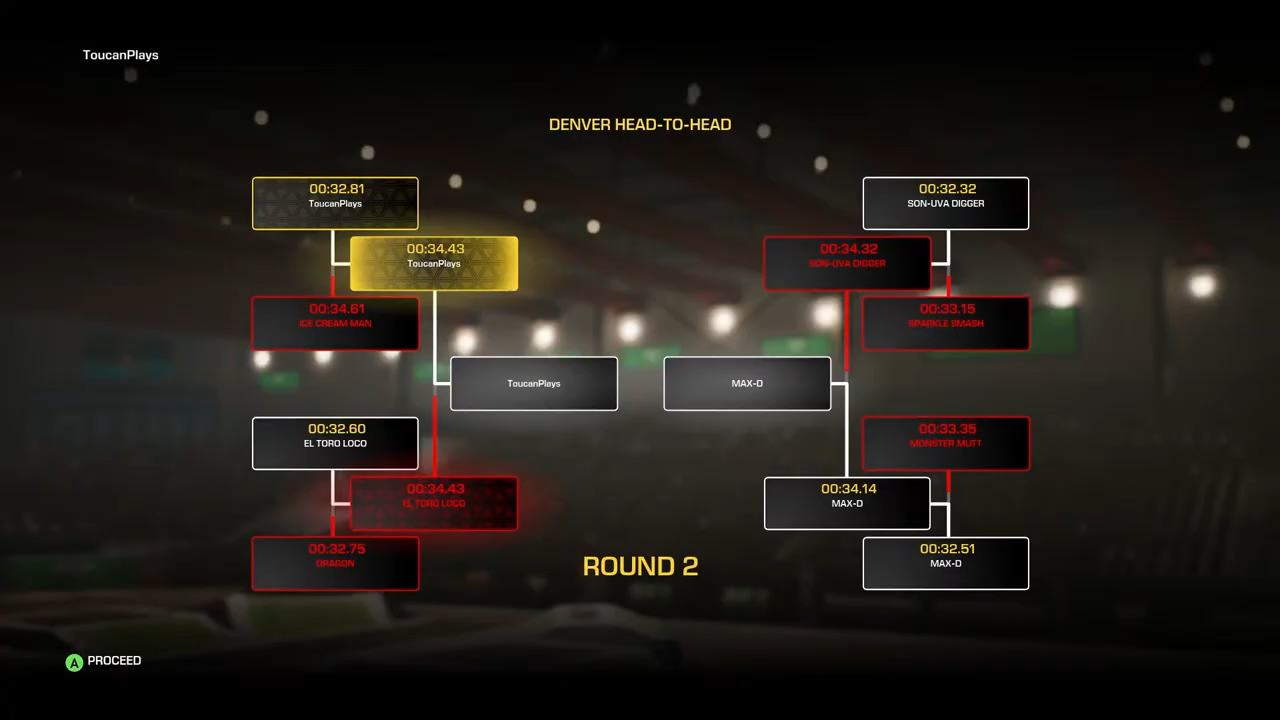 ToucanPlays
DENVER HEAD-TO-HEAD
00:32.81
ToucanPlays
00:34.43
ToucanPlays
00:34.61
ICE CREAM MAN
ToucanPlays
00:32.60
EL TORO LOCO
00:34.43
EL TORO LOCO
00:32.75
DRAGON
00:32.32
SON-UVA DIGGER
00:34.32
SON-UVA DIGGER
00:33.15
SPARKLE SMASH
MAX-D
00:33.35
MONSTER MUTT
00:34.14
MAX-D
00:32.51
MAX-D
ROUND 2
A PROCEED